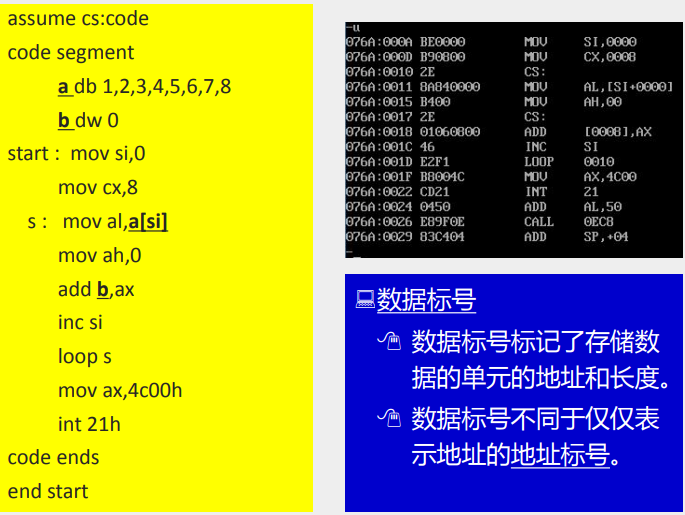 assume cs:code
code segment
a db 1,2,3,4,5,6,7,8
b dw 0
start : mov si,0
mov cx,8
s : mov al,a[si]
mov ah,0
add b,ax
inc si
loop s
mov ax,4c00h
int 21h
code ends
end start
-u
076A:000A BE0000 MOV SI,0000
076A:000D B90800 MOV CX,0008
076A:0010 2E CS:
076A:0011 8A840000 MOV AL,[SI+0000]
076A:0015 B400 MOV AH,00
076A:0017 2E CS:
076A:0018 01060800 ADD [0008],AX
076A:001C 46 INC SI
076A:001D E2F1 LOOP 0010
076A:001F B8004C MOV AX,4C00
076A:0022 CD21 INT 21
076A:0024 0450 ADD AL,50
076A:0026 E89F0E CALL 0EC8
076A:0029 83C404 ADD SP,+04
-
数据标号
数据标号标记了存储数
据的单元的地址和长度。
数据标号不同于仅仅表
示地址的地址标号。